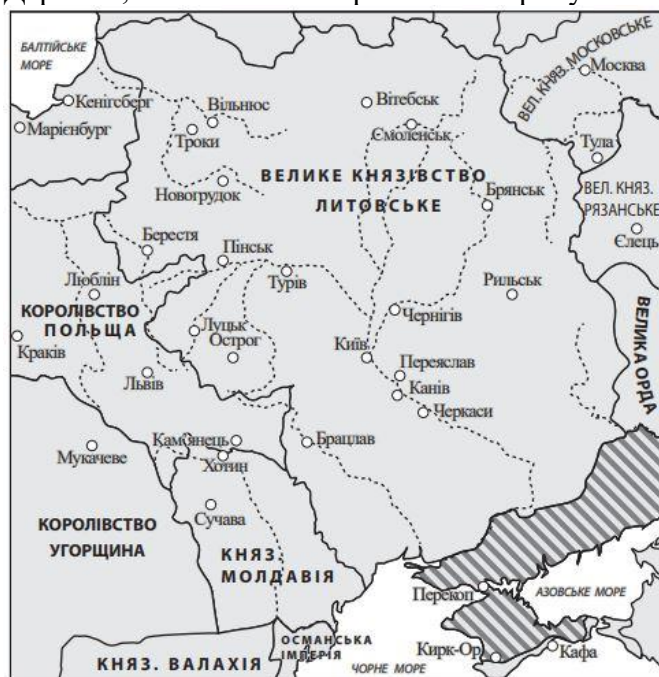 БАЛТІЙСЬКЕ
МОРЕ
ВЕЛ. КНЯЗ. МОСКОВСЬКЕ
Москва
Кенігсберг
Марієнбург
Вільнюс
Троки
Вітебськ
Ємоленськ
Тула
Новогрудок
ВЕЛИКЕ КНЯЗІВСТВО
ЛИТОВСЬКЕ
Брянськ
ВЕЛ. КНЯЗ.
РЯЗАНСЬКЕ
Єлець
Берестя
Пінськ
Турів
Рильськ
Люблін
КОРОЛІВСТВО
ПОЛЬЩА
Краків
Луцьк
Острог
Чернігів
Київ
Переяслав
Канів
Черкаси
ВЕЛИКА ОРДА
Львів
Мукачеве
Кам'янець
Хотин
Брацлав
Сучава
КОРОЛІВСТВО
УГОРЩИНА
КНЯЗ.
МОЛДАВІЯ
Перекоп
АЗОВСЬКЕ МОРЕ
ОСМАНСЬКА
ІМПЕРІЯ
КНЯЗ. ВАЛАХІЯ
ЧОРНЕ МОРЕ
Кирк-Ор
Кафа